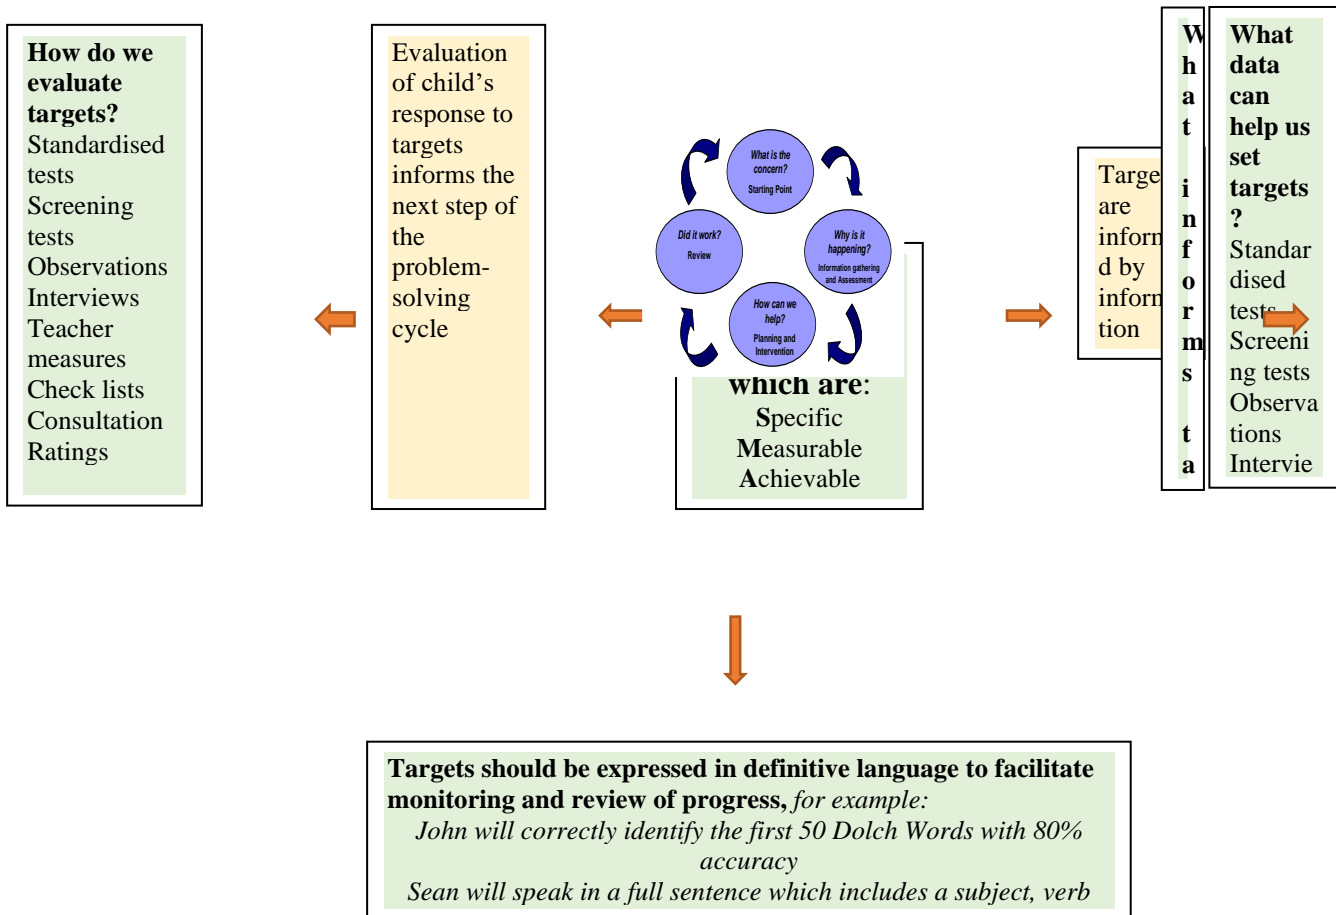 How do we
evaluate
targets?
Standardised
tests
Screening
tests
Observations
Interviews
Teacher
measures
Check lists
Consultation
Ratings
Evaluation
of child's
response to
targets
informs the
next step of
the
problem-
solving
cycle
What is the
concern?
Starting Point
Why is it
happening?
Information gathering
and Assessment
How can we
help?
Planning and
Intervention
Did it work?
Review
which are:
Specific
Measurable
Achievable
Targe
are
inform
d by
inform
tion
W
h
a
t
i
n
f
o
r
m
s
t
a
What
data
can
help us
set
targets
?
Standar
dised
tests
Screeni
ng tests
Observa
tions
Intervie
Targets should be expressed in definitive language to facilitate
monitoring and review of progress, for example:
John will correctly identify the first 50 Dolch Words with 80%
accuracy
Sean will speak in a full sentence which includes a subject, verb